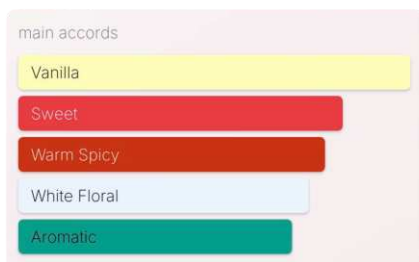 main accords
Vanilla
Sweet
Warm Spicy
White Floral
Aromatic